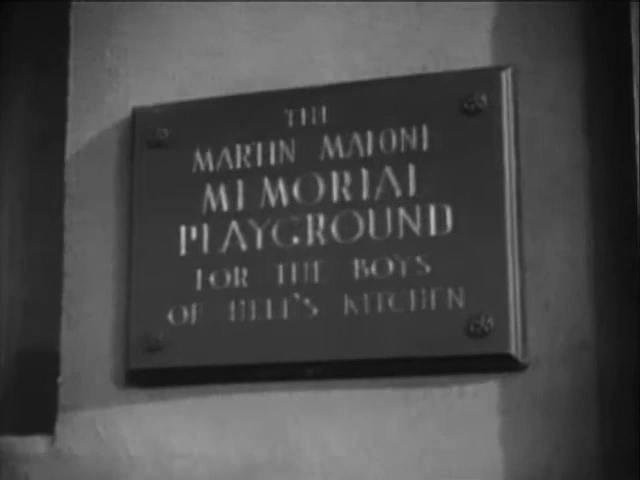 THE
MARTIN MALONE
MEMORIAL
PLAYGROUND
FOR THE BOYS
OF HELL'S KITCHEN